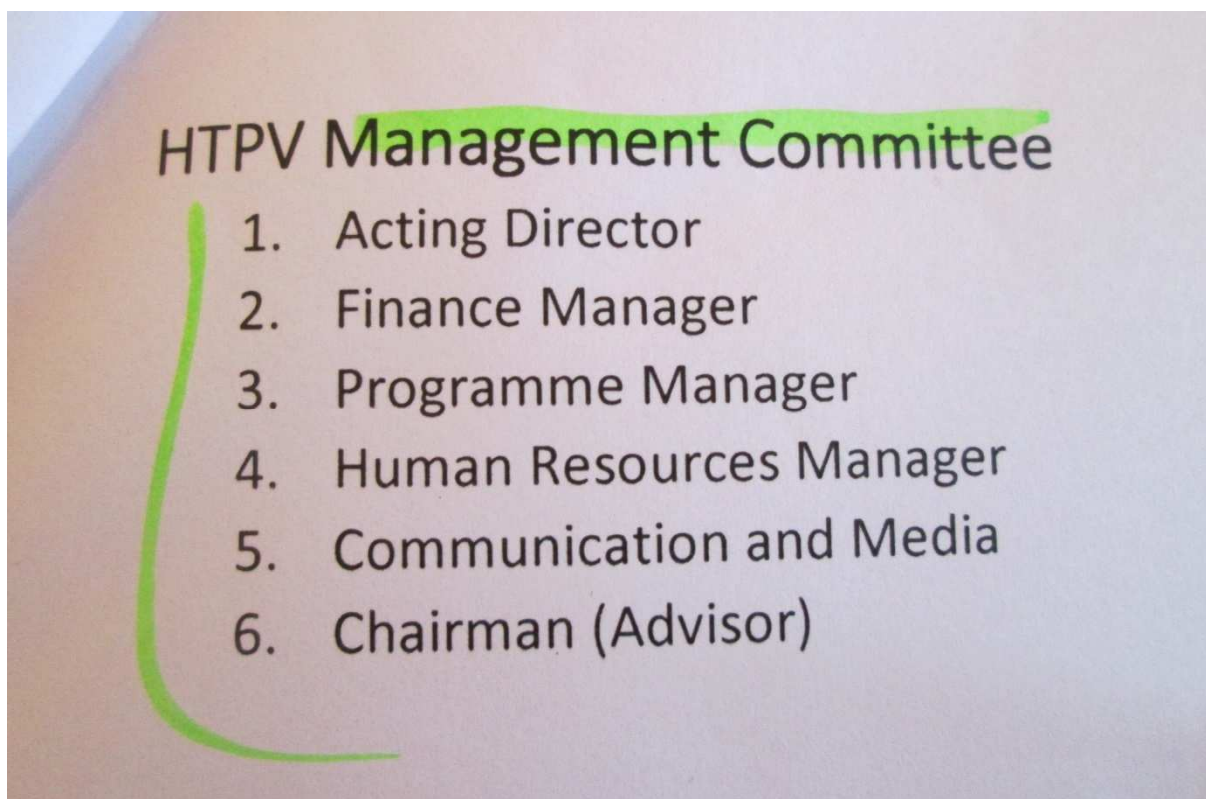 HTPV Management Committee
1. Acting Director
2. Finance Manager
3. Programme Manager
4. Human Resources Manager
5. Communication and Media
6. Chairman (Advisor)